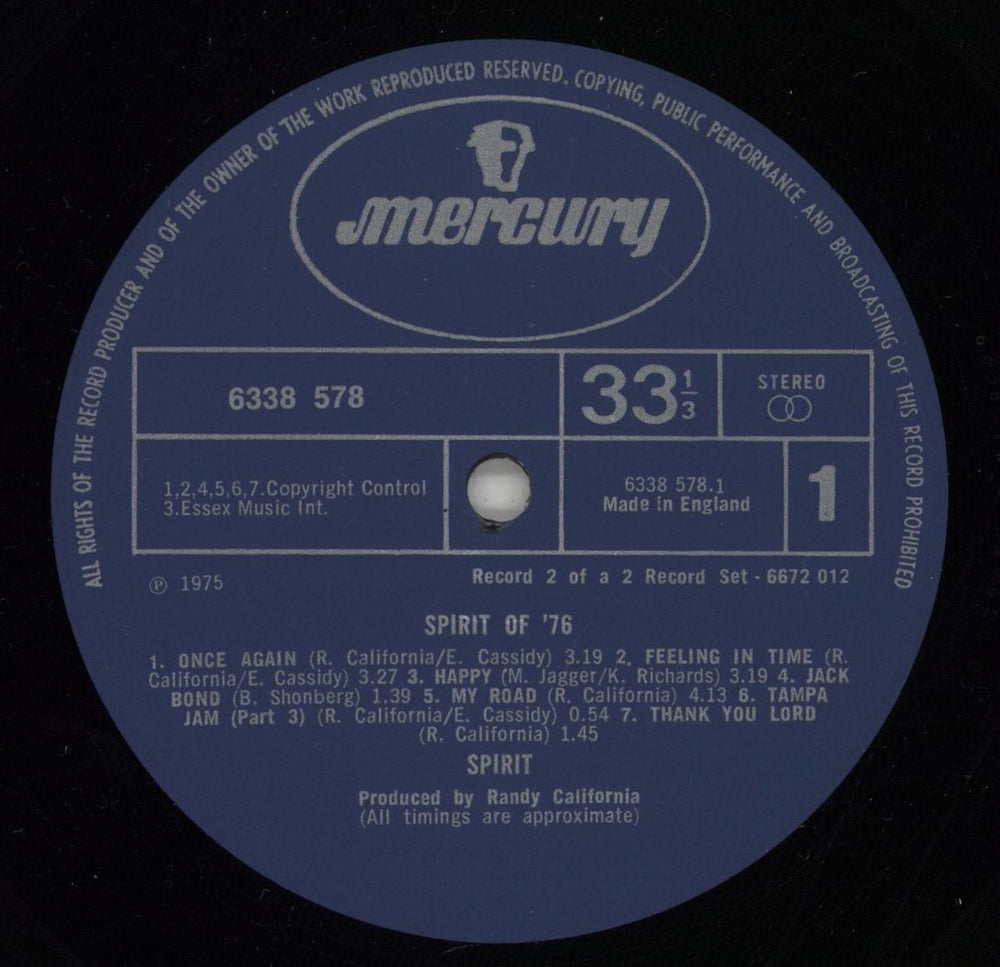 ALL RIGHTS OF THE RECORD PRODUCER AND OF THE OWNER OF THE WORK REPRODUCED RESERVED. COPYING, PUBLIC PERFORMANCE AND BROADCASTING OF THIS RECORD PROHIBITED
mercury
6338 578
33 1/3
STEREO
1,2,4,5,6,7.Copyright Control
3.Essex Music Int.
6338 578.1
Made in England
1
℗ 1975
Record 2 of a 2 Record Set - 6672 012
SPIRIT OF '76
1. ONCE AGAIN (R. California/E. Cassidy) 3.19 2. FEELING IN TIME (R.
California/E. Cassidy) 3.27 3. HAPPY (M. Jagger/K. Richards) 3.19 4. JACK
BOND (B. Shonberg) 1.39 5. MY ROAD (R. California) 4.13 6. TAMPA
JAM (Part 3) (R. California/E. Cassidy) 0.54 7. THANK YOU LORD
(R. California) 1.45
SPIRIT
Produced by Randy California
(All timings are approximate)